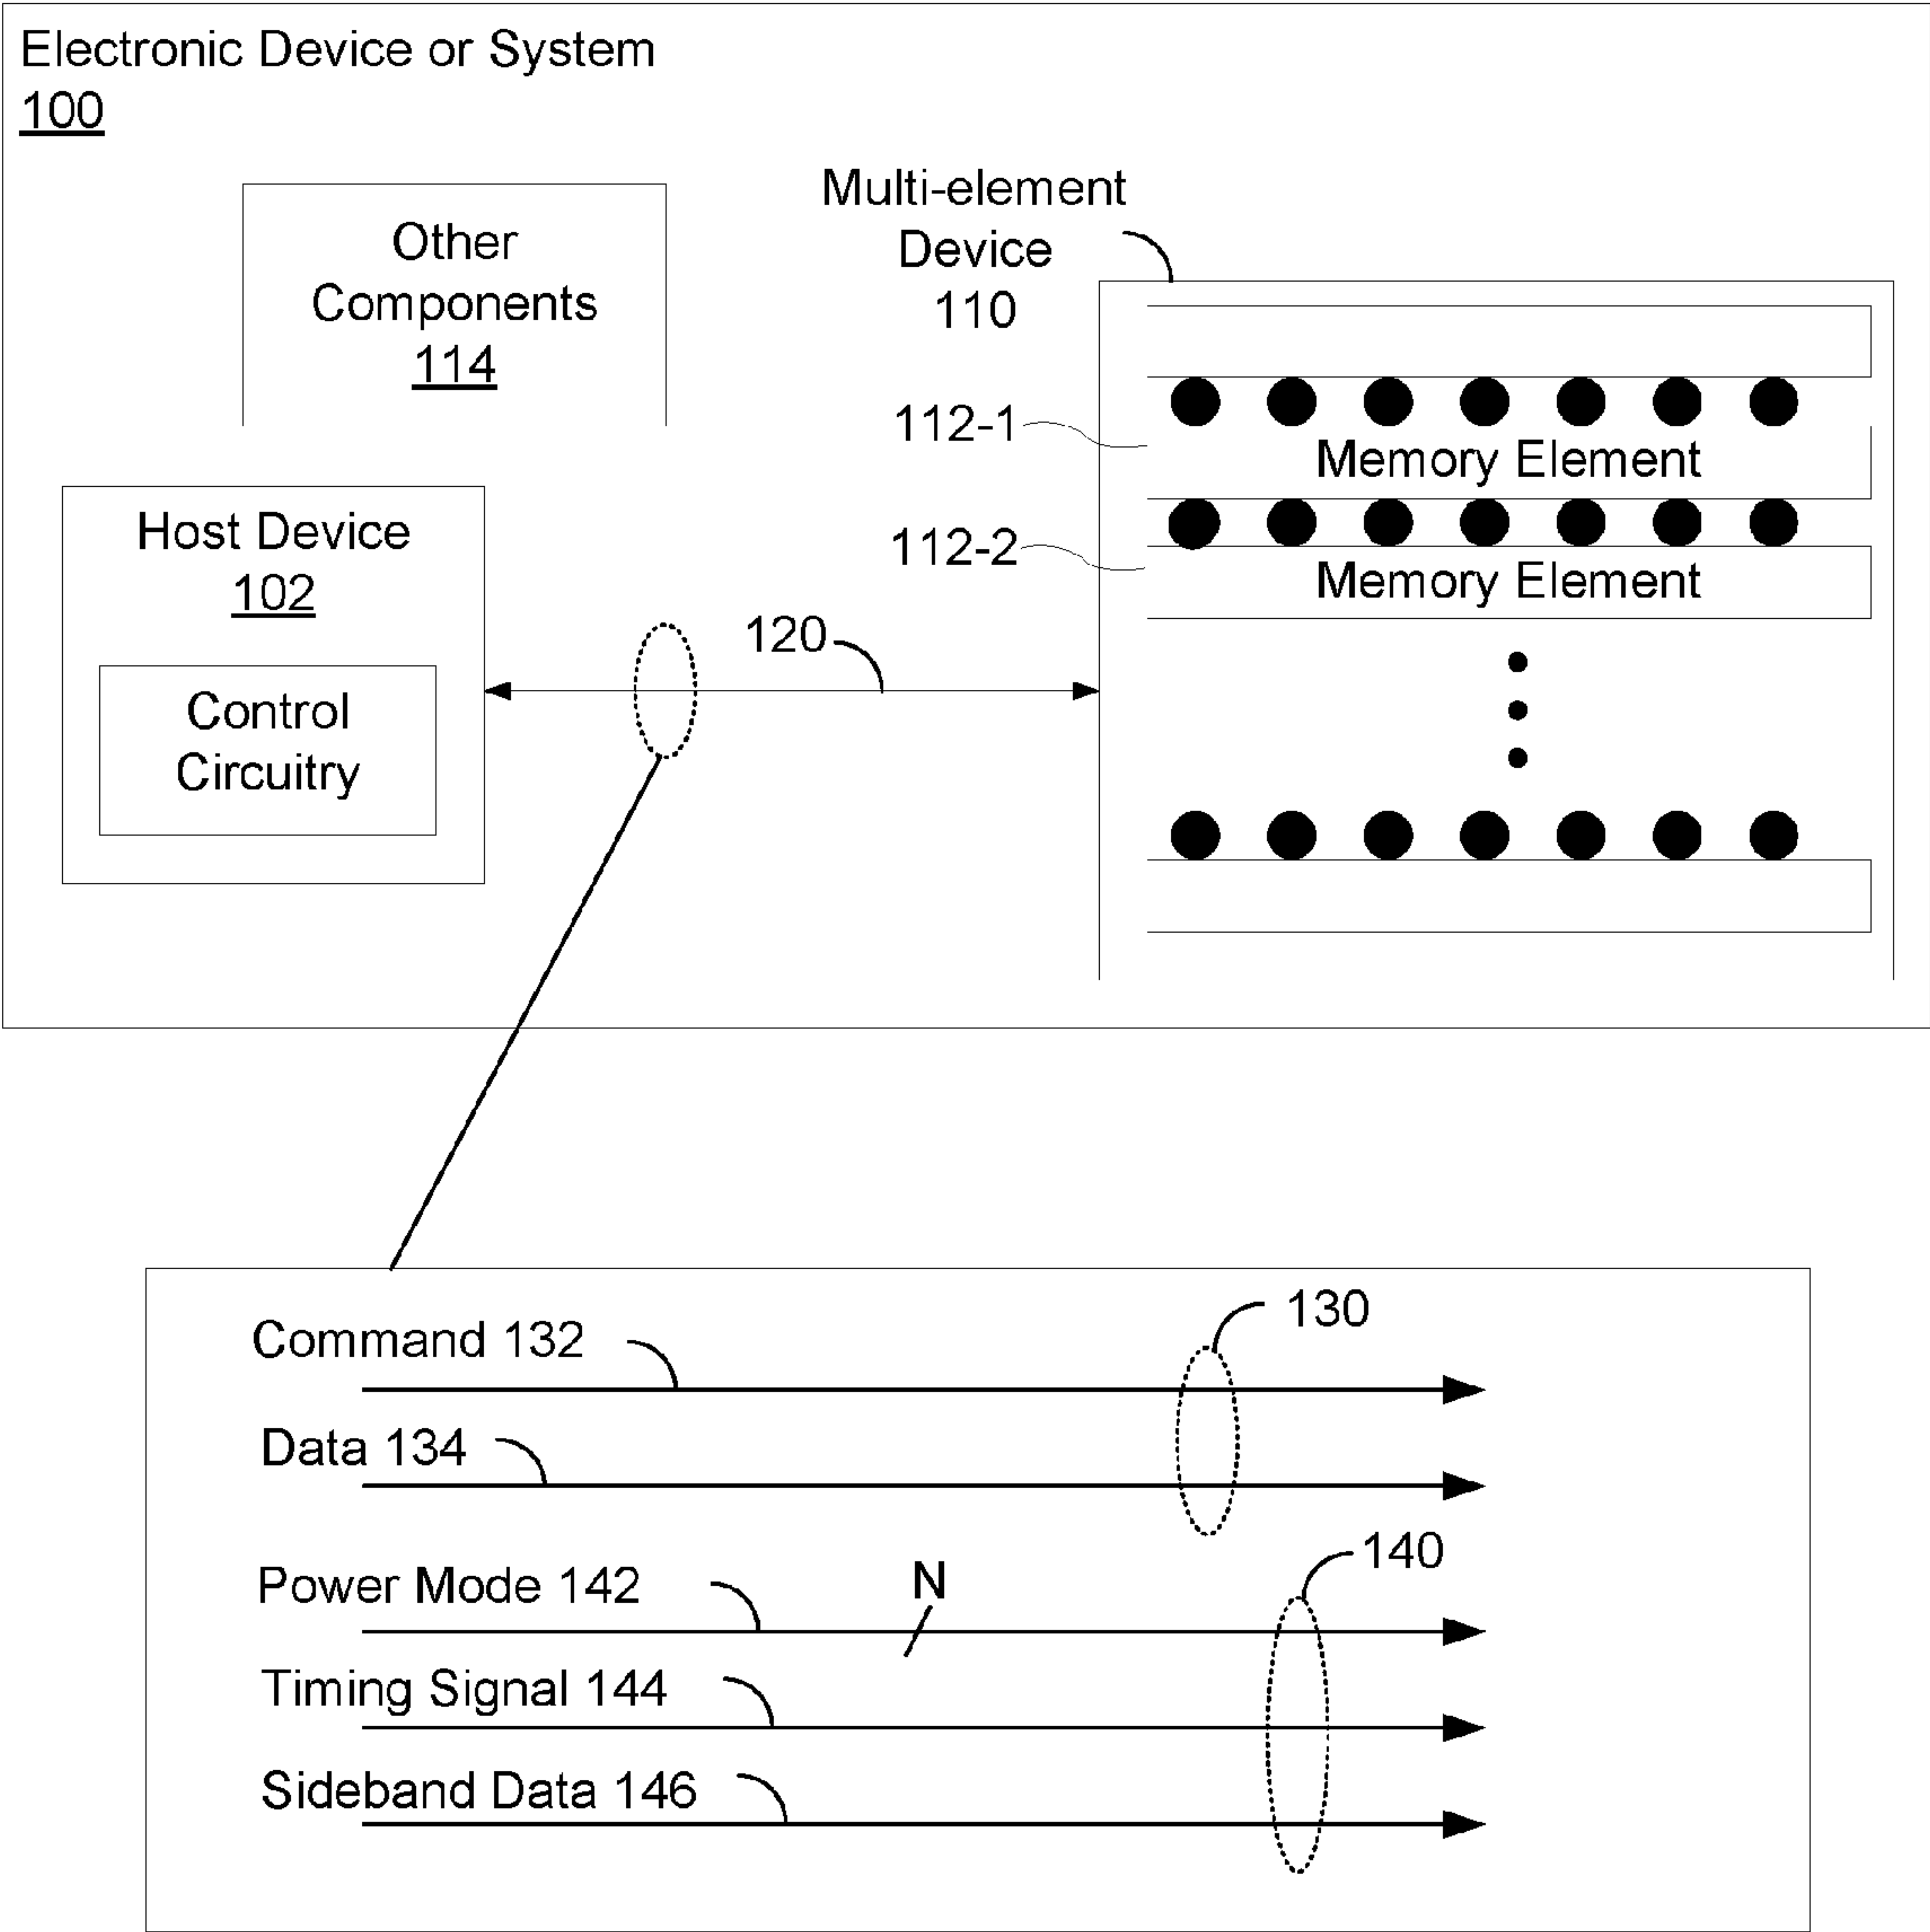 Electronic Device or System
100
Other
Components
114
Multi-element
Device
110
112-1
Memory Element
112-2
Memory Element
Host Device
102
Control
Circuitry
120
130
Command 132
Data 134
140
Power Mode 142
N
Timing Signal 144
Sideband Data 146